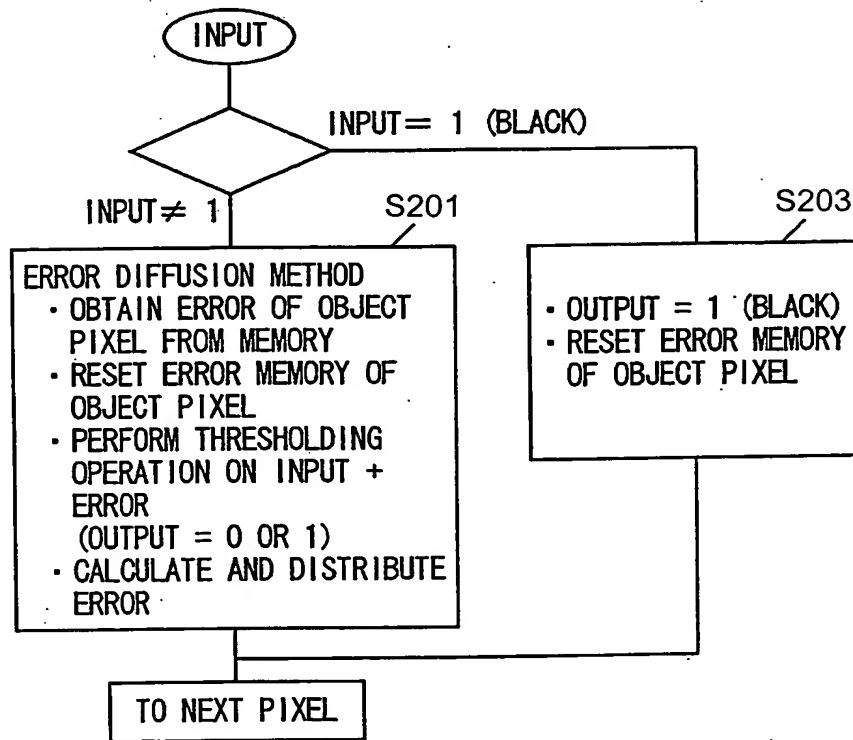 INPUT
INPUT = 1 (BLACK)
INPUT ≠ 1
S201
S203
ERROR DIFFUSION METHOD
· OBTAIN ERROR OF OBJECT
PIXEL FROM MEMORY
· RESET ERROR MEMORY OF
OBJECT PIXEL
· PERFORM THRESHOLDING
OPERATION ON INPUT +
ERROR
(OUTPUT = 0 OR 1)
· CALCULATE AND DISTRIBUTE
ERROR
· OUTPUT = 1 (BLACK)
· RESET ERROR MEMORY
OF OBJECT PIXEL
TO NEXT PIXEL